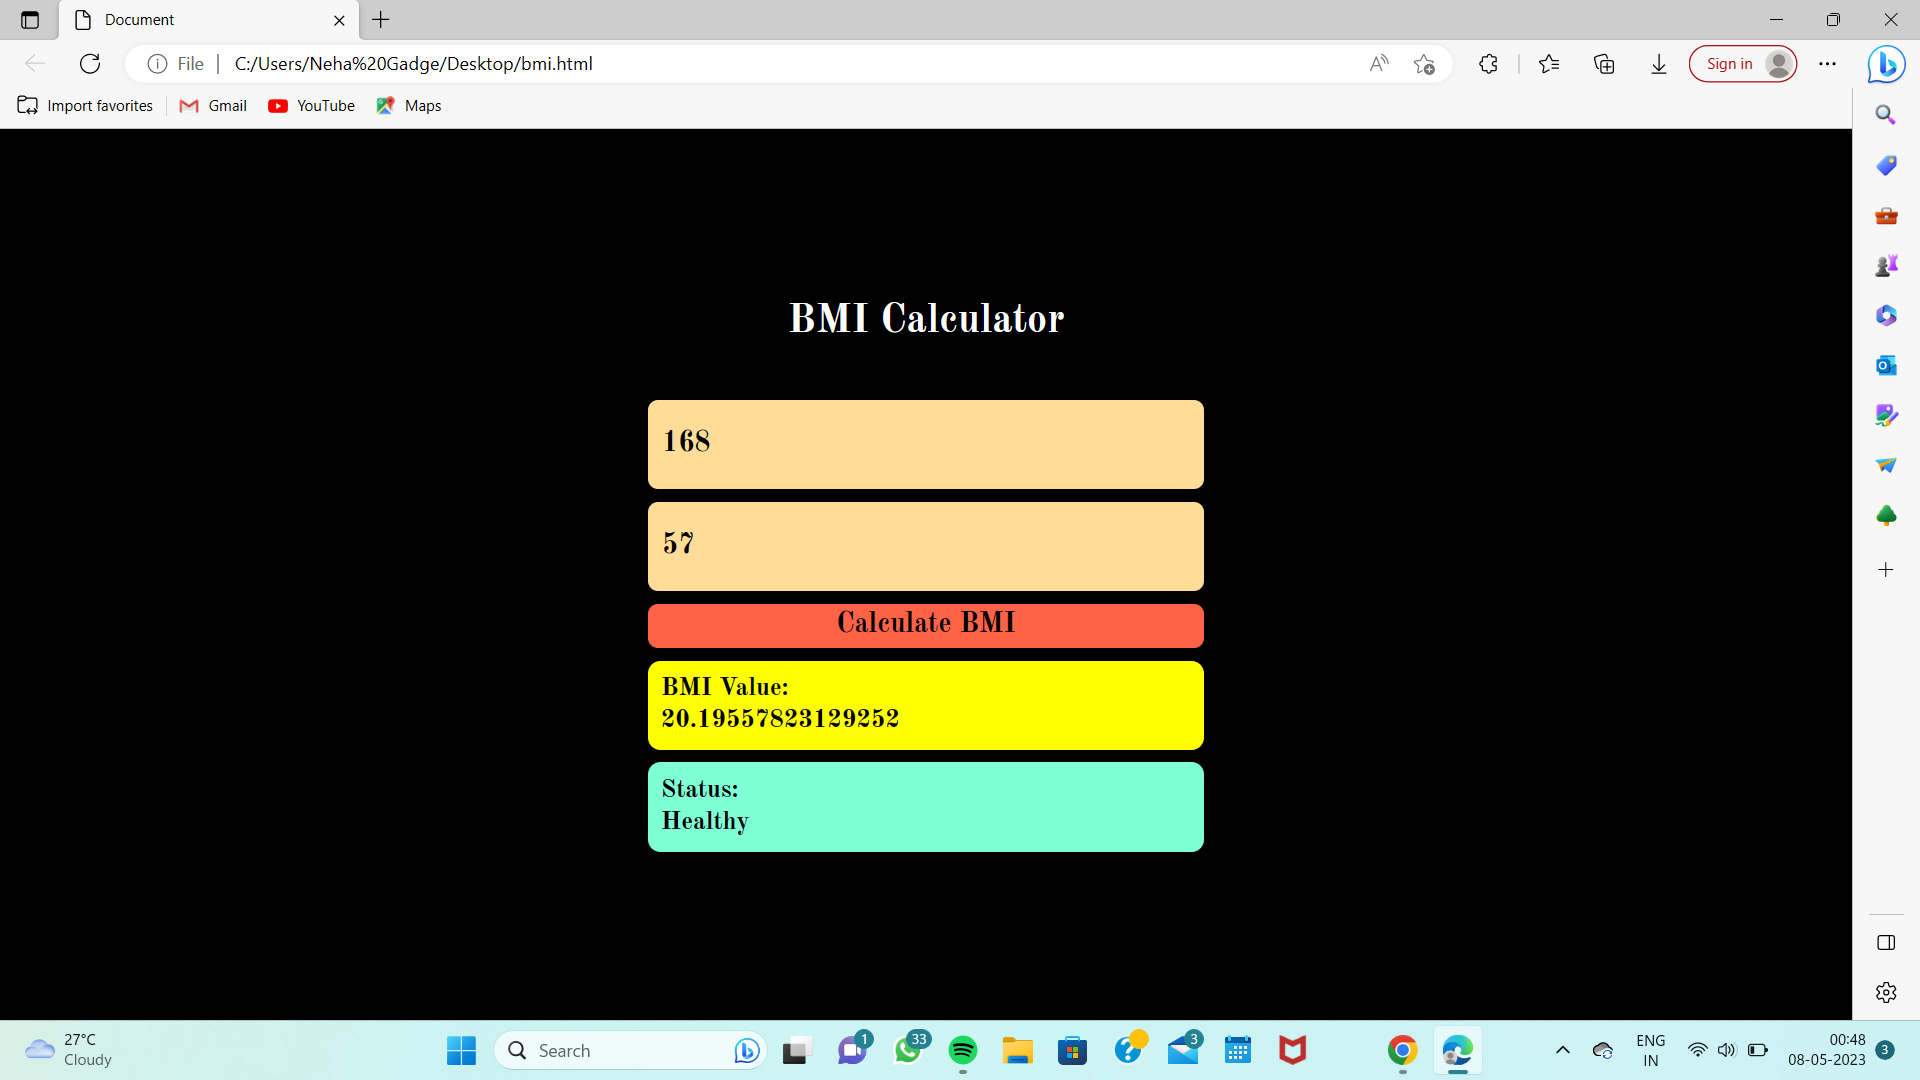 Document
File
C:/Users/Neha%20Gadge/Desktop/bmi.html
Sign in
Import favorites
Gmail
YouTube
Maps
BMI Calculator
168
57
Calculate BMI
BMI Value:
20.19557823129252
Status:
Healthy
27°C
Cloudy
Search
1
33
3
ENG
IN
00:48
08-05-2023
3